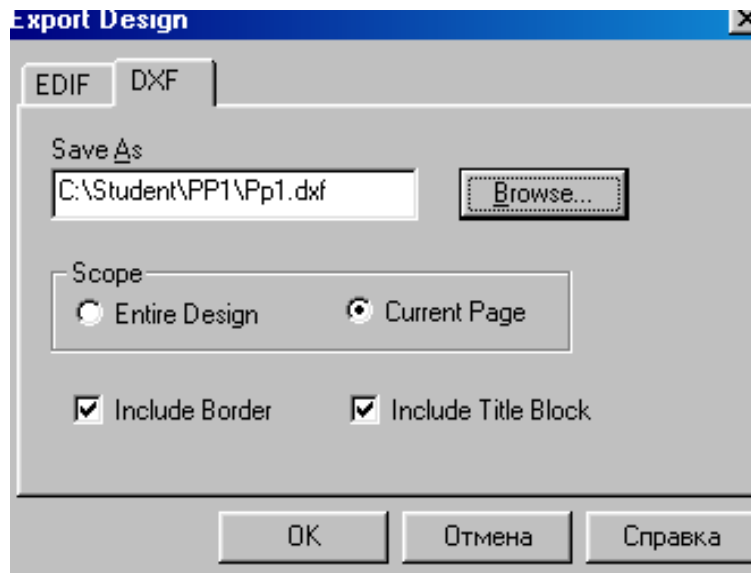 Export Design
EDIF DXF
Save As
C:\Student\PP1\Pp1.dxf Browse...
Scope
Entire Design Current Page
Include Border Include Title Block
OK Отмена Справка